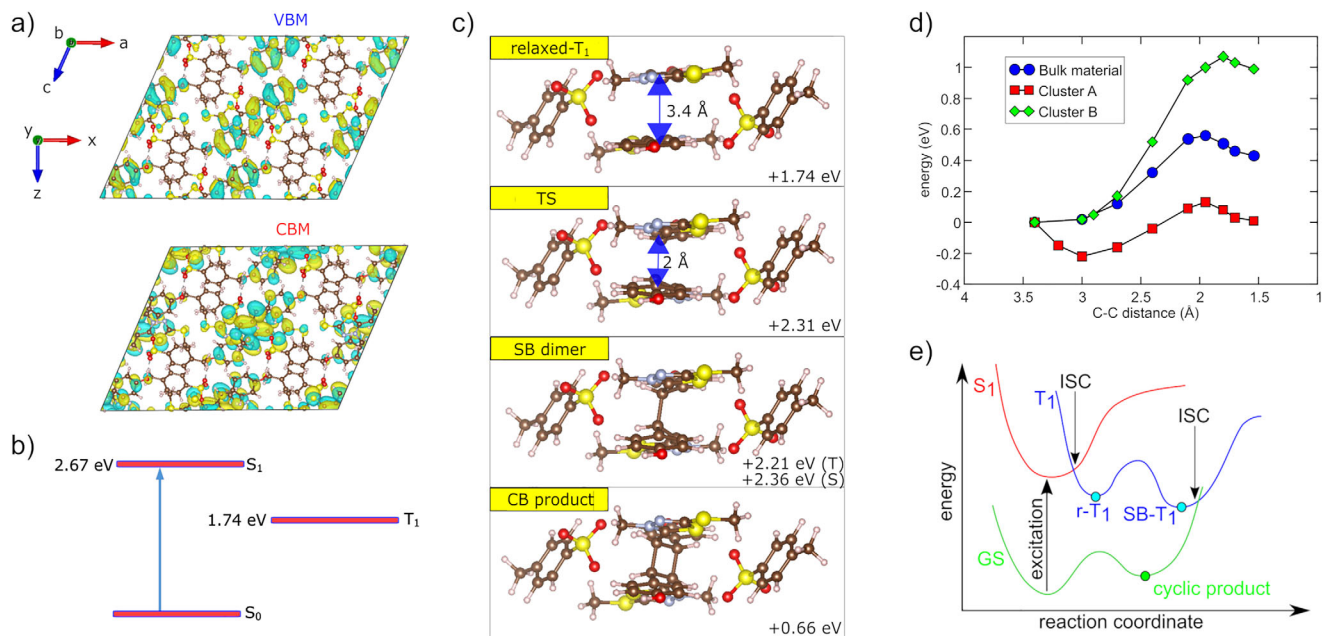 a)
VBM
b
a
c
y
x
z
CBM
b)
2.67 eV
S1
1.74 eV
T1
S0
c)
relaxed-T1
3.4 Å
+1.74 eV
TS
2 Å
+2.31 eV
SB dimer
+2.21 eV (T)
+2.36 eV (S)
CB product
+0.66 eV
d)
Bulk material
Cluster A
Cluster B
energy (eV)
1
0.8
0.6
0.4
0.2
0
-0.2
-0.4
4
3.5
3
2.5
2
1.5
1
C-C distance (Å)
e)
S1
T1
ISC
ISC
r-T1
SB-T1
GS
excitation
cyclic product
energy
reaction coordinate